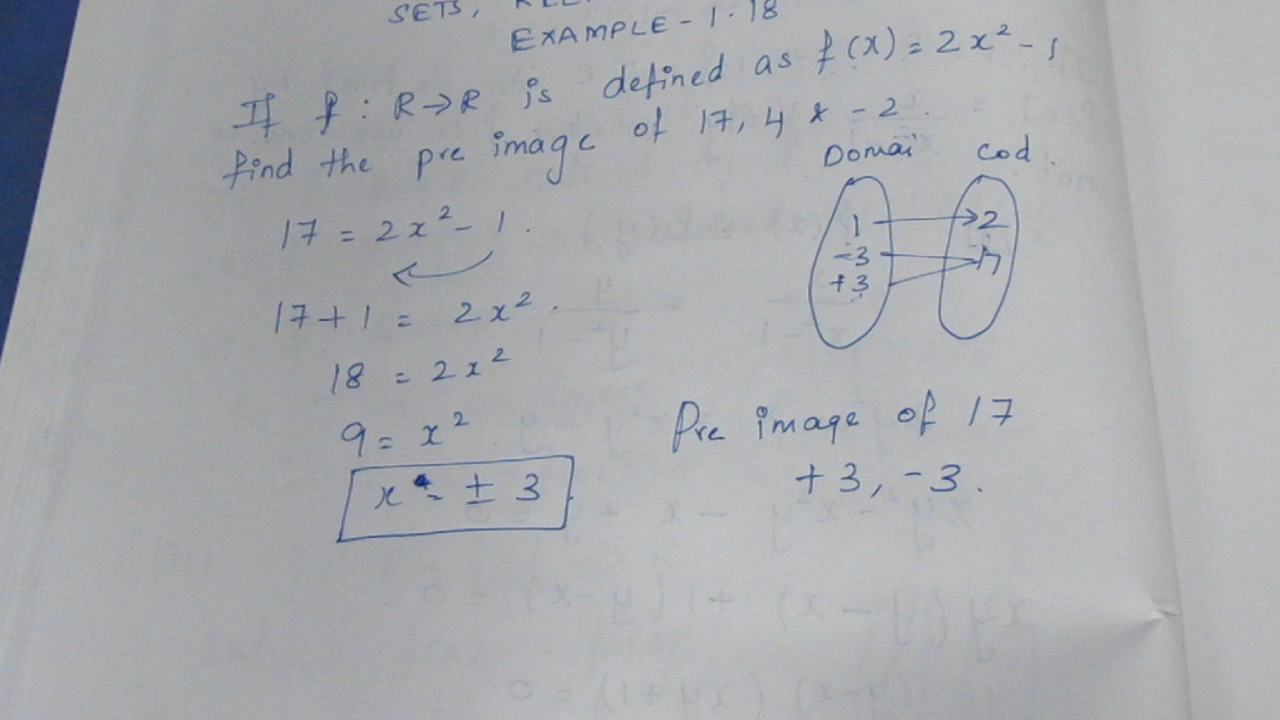 SETS,
EXAMPLE - 1.18
If f : R→R is defined as f(x) = 2x² - 1
find the pre image of 17, 4 & -2.
Domai Cod.
17 = 2x² - 1.
1 2
-3 17
+3
17+1 = 2x².
18 = 2x²
9 = x²
Pre image of 17
x = ± 3
+3, -3.